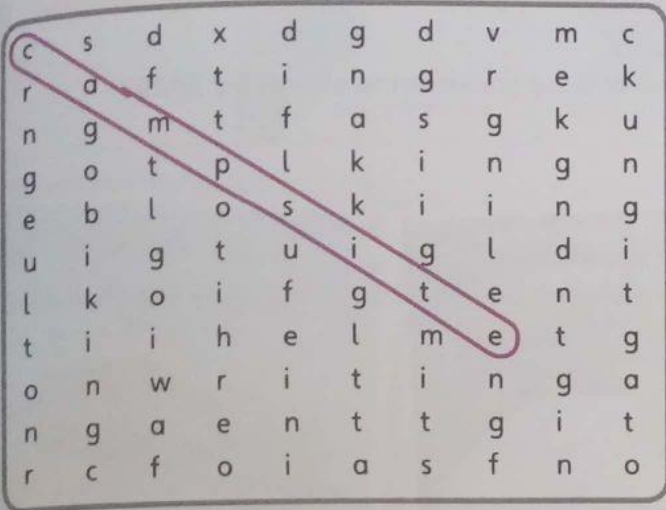 c s d x d g d v m c
r a f t i n g r e k
n g m t f a s g k u
g o t p l k i n g n
e b l o s k i i n g
u i g t u i g l d i
l k o i f g t e n t
t i i h e l m e t g
o n w r i t i n g a
n g a e n t t g i t
r c f o i a s f n o